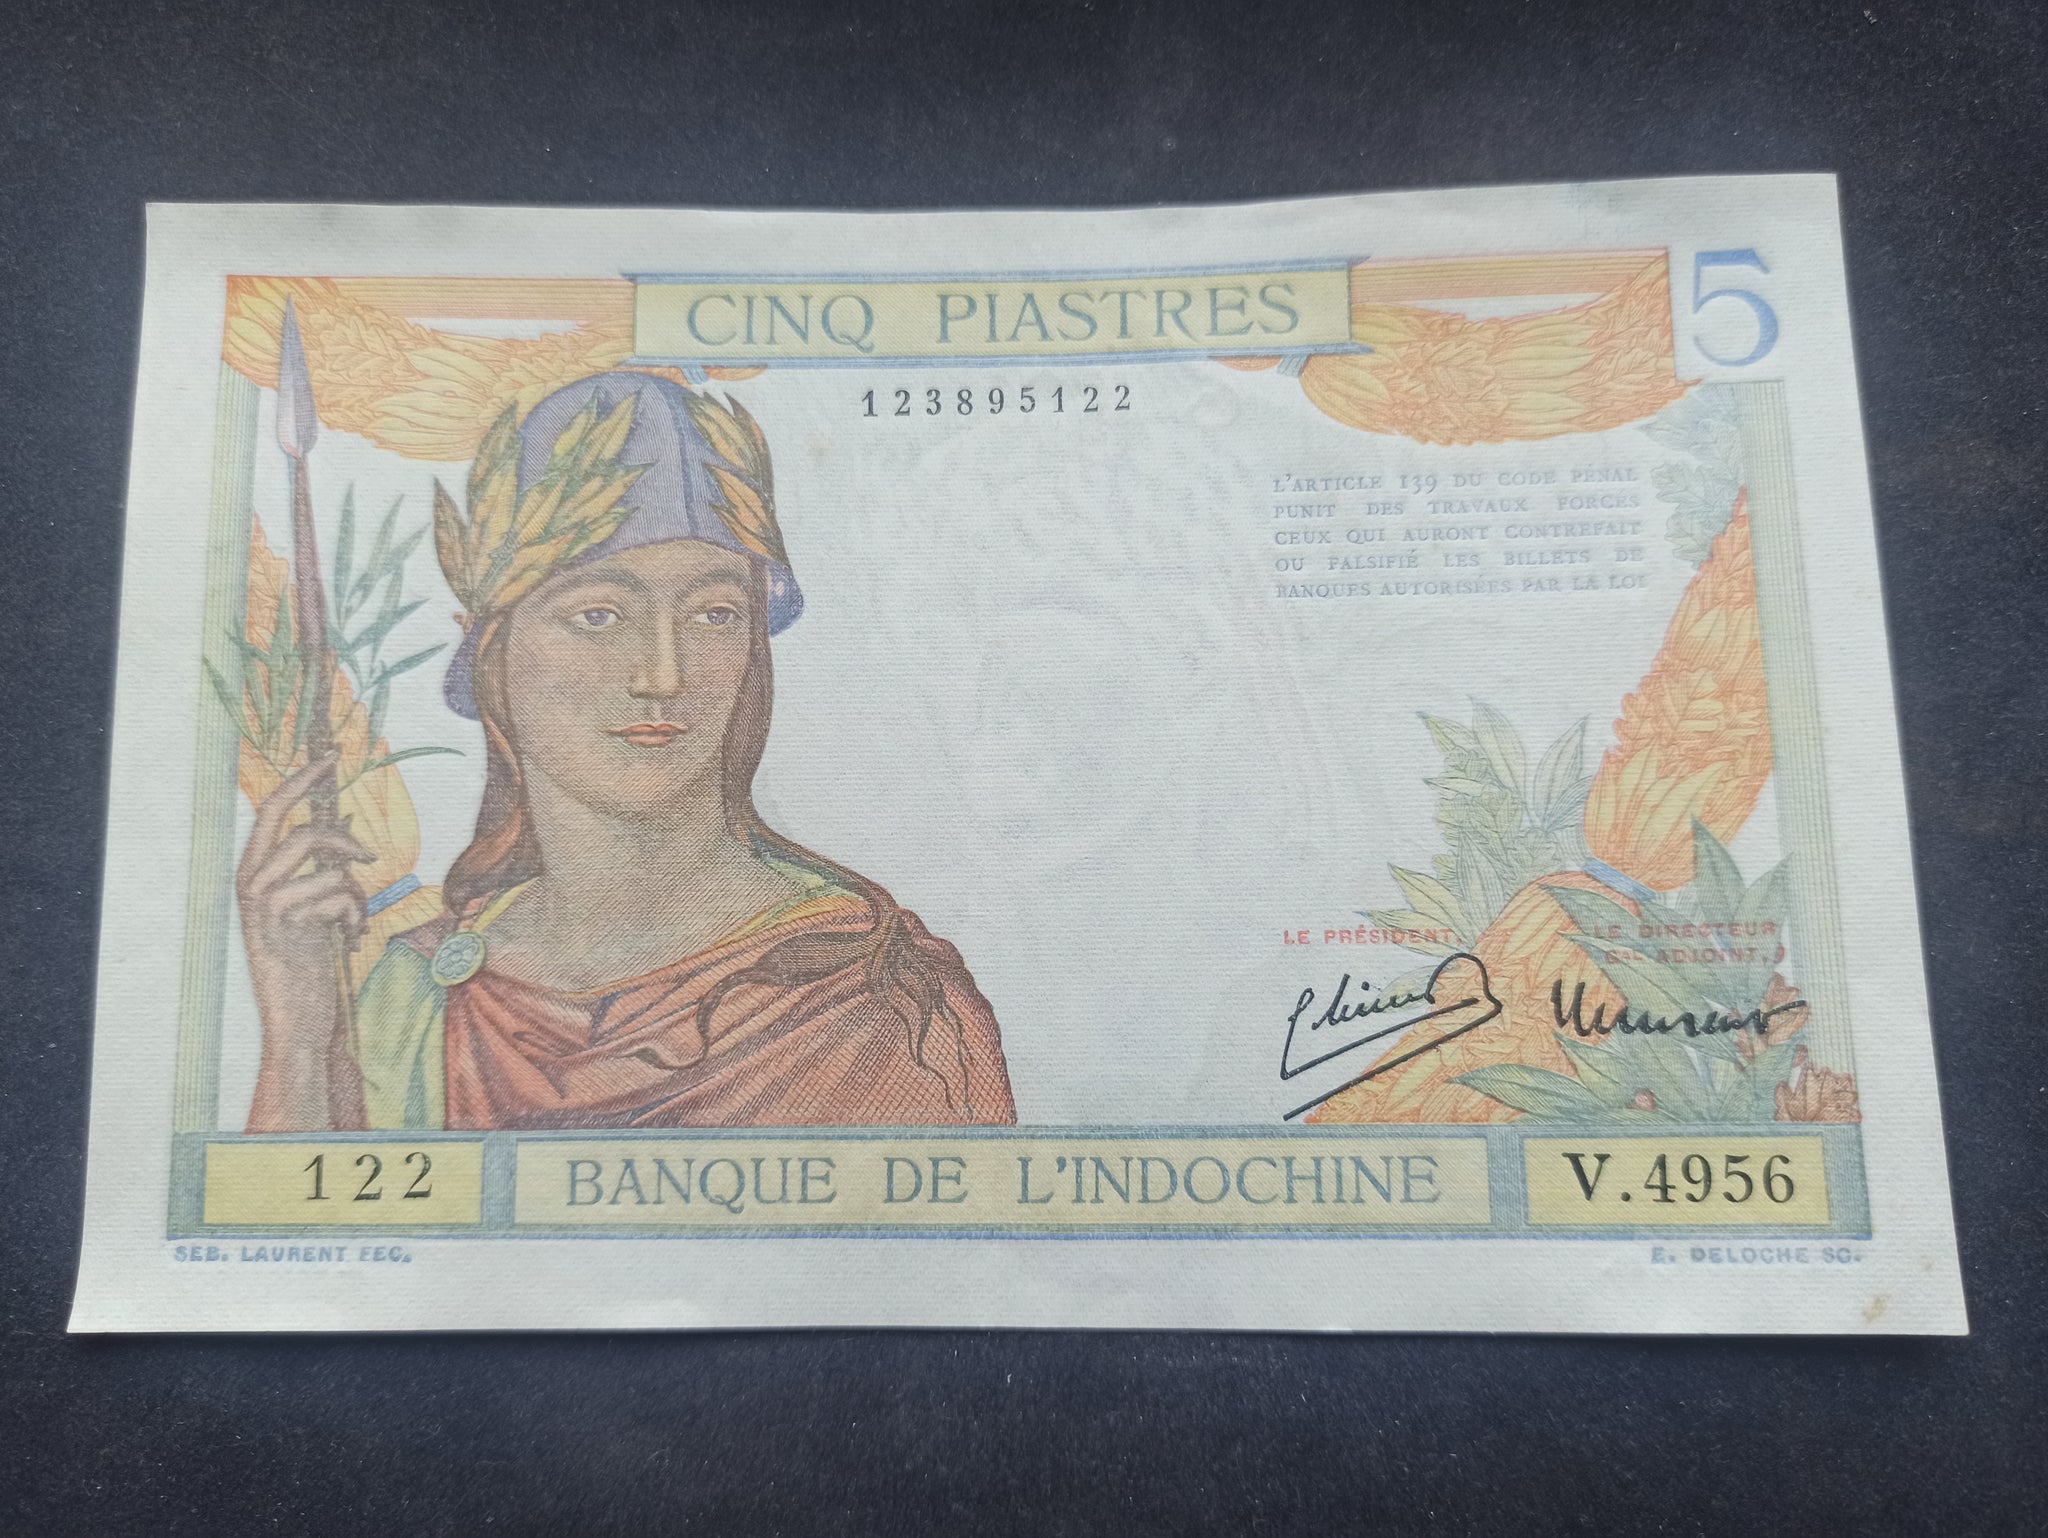 CINQ PIASTRES
5
123895122
L'ARTICLE 139 DU CODE PÉNAL
PUNIT DES TRAVAUX FORCÉS
CEUX QUI AURONT CONTREFAIT
OU FALSIFIÉ LES BILLETS DE
BANQUES AUTORISÉES PAR LA LOI
LE PRÉSIDENT,
LE DIRECTEUR
GAL ADJOINT,
122
BANQUE DE L'INDOCHINE
V.4956
SEB. LAURENT FEC.
E. DELOCHE SC.